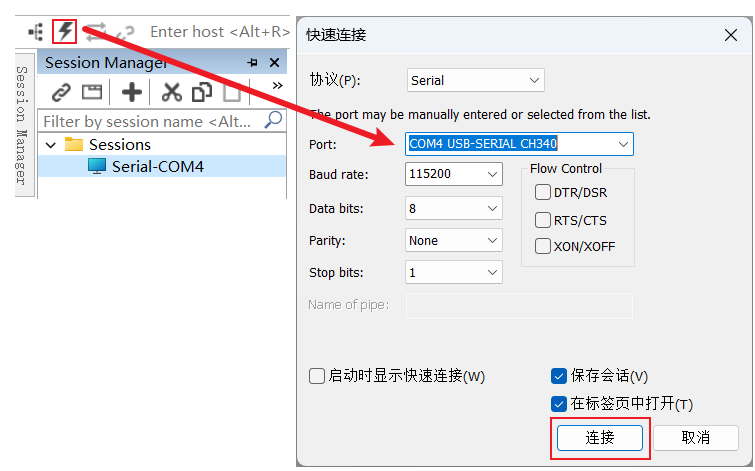 Enter host <Alt+R>
Session Manager
Session Manager
Filter by session name <Alt...
Sessions
Serial-COM4
快速连接
协议(P):
Serial
The port may be manually entered or selected from the list.
Port:
COM4 USB-SERIAL CH340
Baud rate:
115200
Data bits:
8
Parity:
None
Stop bits:
1
Name of pipe:
Flow Control
DTR/DSR
RTS/CTS
XON/XOFF
启动时显示快速连接(W)
保存会话(V)
在标签页中打开(T)
连接
取消